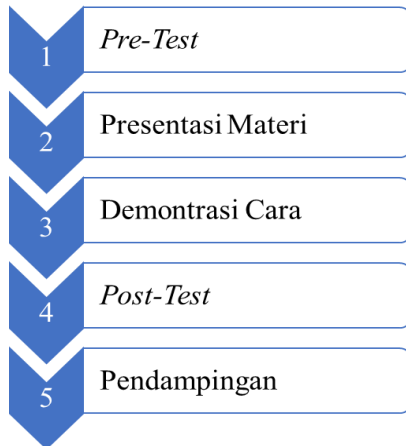 1 Pre-Test
2 Presentasi Materi
3 Demontrasi Cara
4 Post-Test
5 Pendampingan